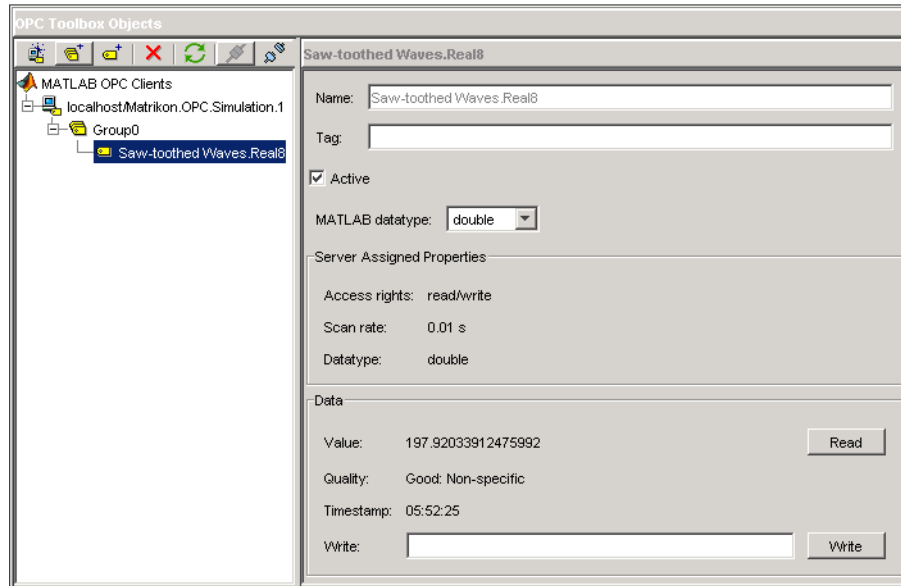 OPC Toolbox Objects
Saw-toothed Waves.Real8
MATLAB OPC Clients
localhost/Matrikon.OPC.Simulation.1
Group0
Saw-toothed Waves.Real8
Name: Saw-toothed Waves.Real8
Tag:
Active
MATLAB datatype: double
Server Assigned Properties
Access rights: read/write
Scan rate: 0.01 s
Datatype: double
Data
Value: 197.92033912475992 Read
Quality: Good: Non-specific
Timestamp: 05:52:25
Write: Write